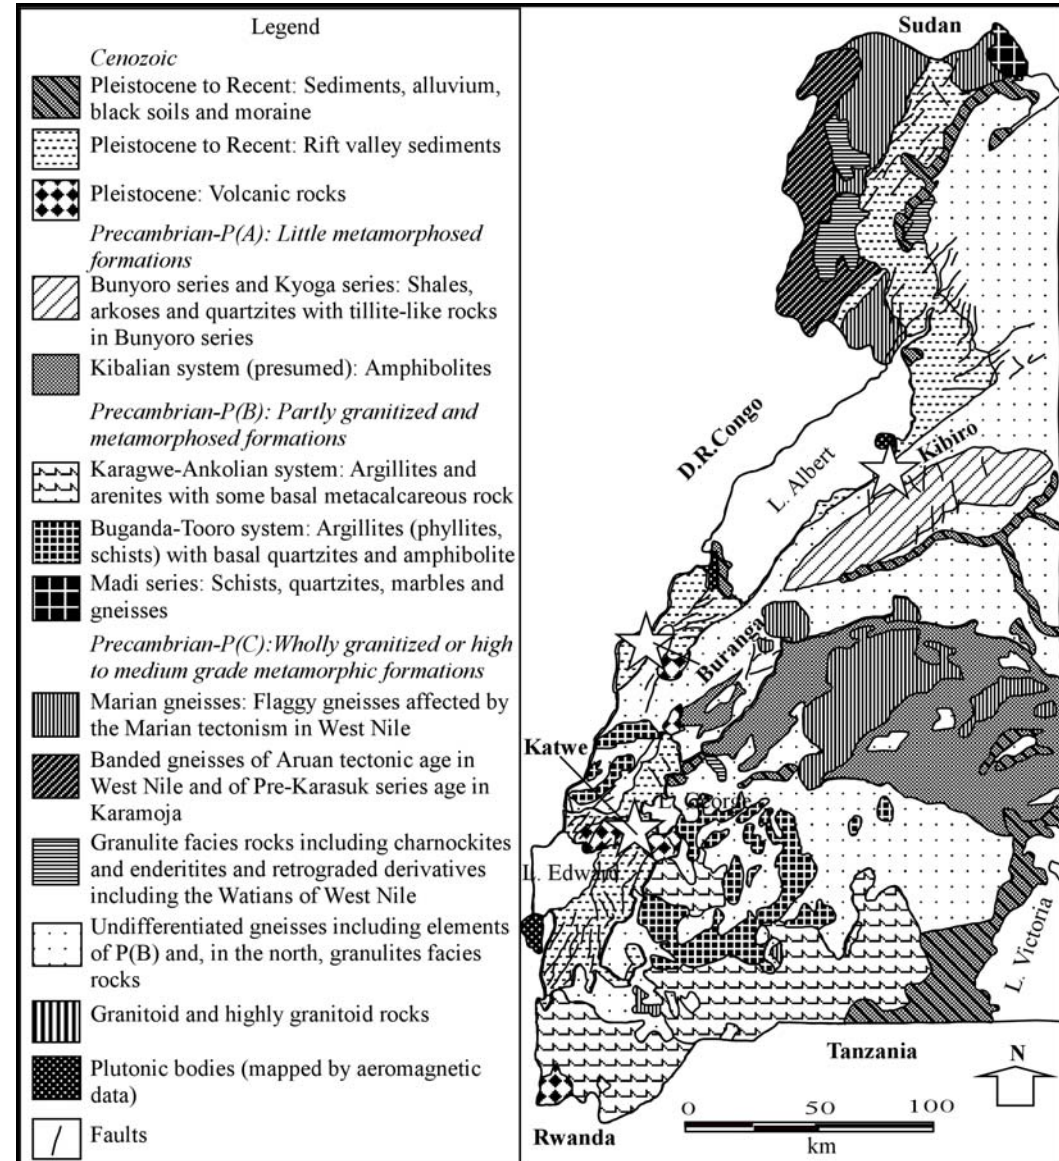 Legend
Cenozoic
Pleistocene to Recent: Sediments, alluvium,
black soils and moraine
Pleistocene to Recent: Rift valley sediments
Pleistocene: Volcanic rocks
Precambrian-P(A): Little metamorphosed
formations
Bunyoro series and Kyoga series: Shales,
arkoses and quartzites with tillite-like rocks
in Bunyoro series
Kibalian system (presumed): Amphibolites
Precambrian-P(B): Partly granitized and
metamorphosed formations
Karagwe-Ankolian system: Argillites and
arenites with some basal metacalcareous rock
Buganda-Tooro system: Argillites (phyllites,
schists) with basal quartzites and amphibolite
Madi series: Schists, quartzites, marbles and
gneisses
Precambrian-P(C):Wholly granitized or high
to medium grade metamorphic formations
Marian gneisses: Flaggy gneisses affected by
the Marian tectonism in West Nile
Banded gneisses of Aruan tectonic age in
West Nile and of Pre-Karasuk series age in
Karamoja
Granulite facies rocks including charnockites
and enderitites and retrograded derivatives
including the Watians of West Nile
Undifferentiated gneisses including elements
of P(B) and, in the north, granulites facies
rocks
Granitoid and highly granitoid rocks
Plutonic bodies (mapped by aeromagnetic
data)
Faults
Sudan
D.R.Congo
L. Albert
Kibiro
Buranga
Katwe
L. George
L. Edward
L. Victoria
Tanzania
N
Rwanda
0 50 100
km